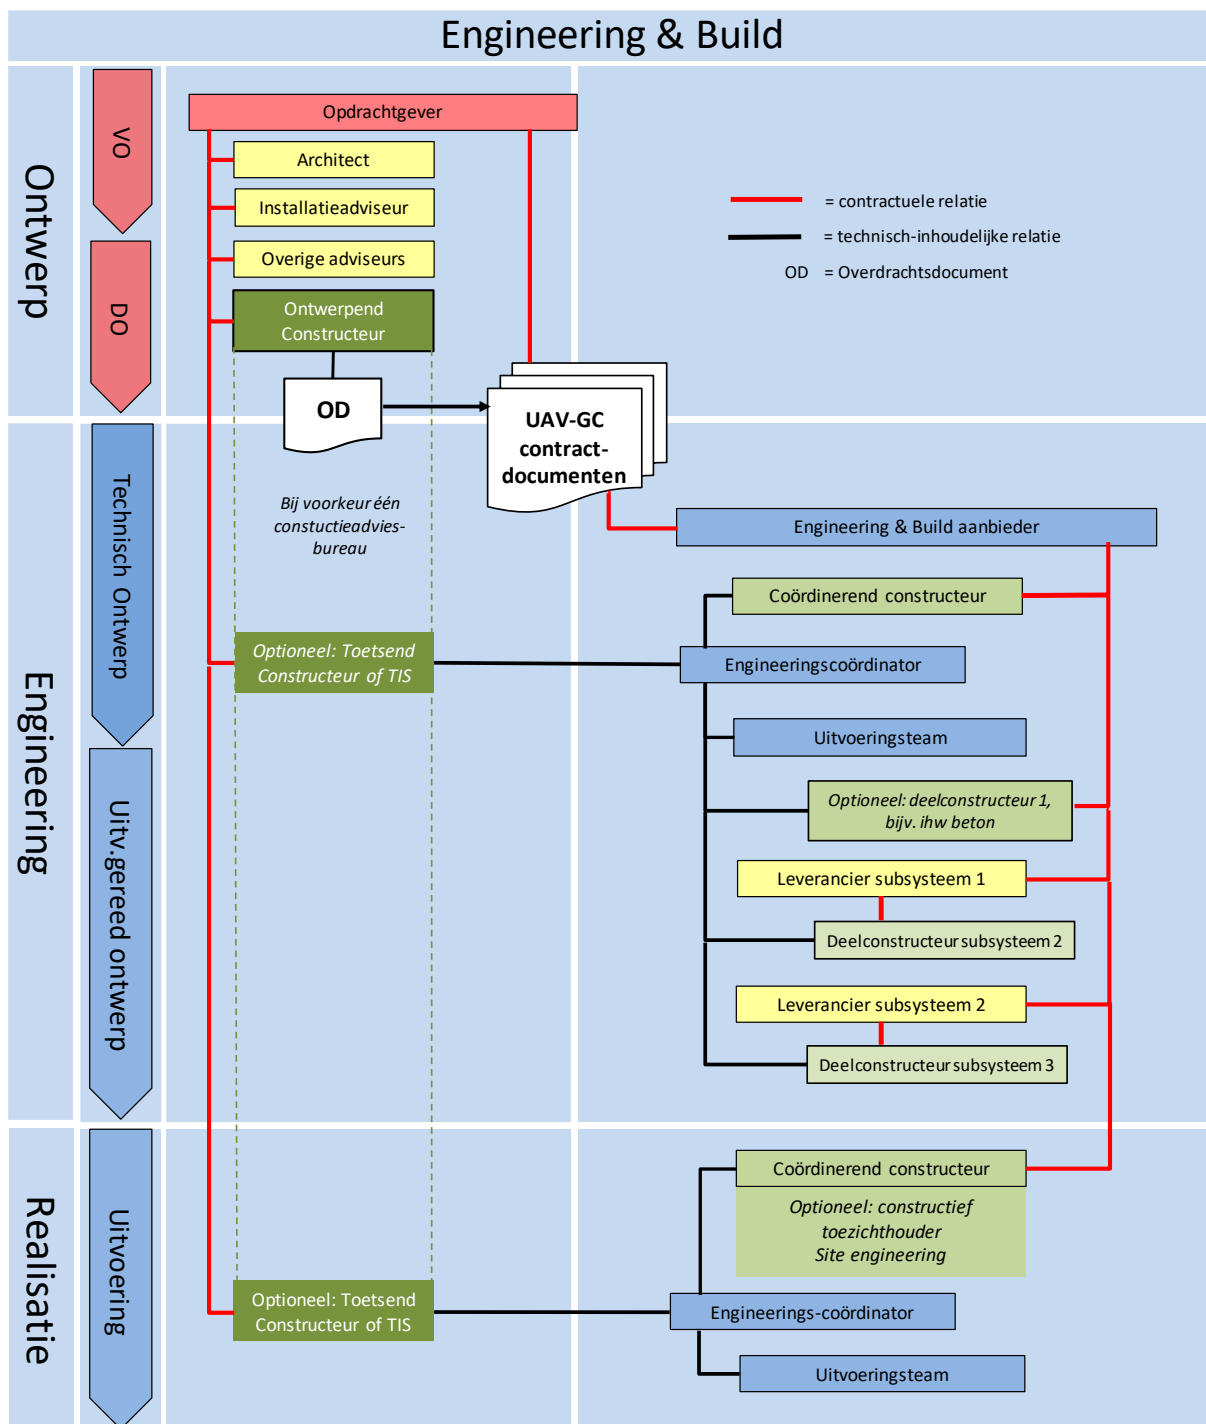 Engineering & Build
Ontwerp
VO
DO
Opdrachtgever
Architect
Installatieadviseur
Overige adviseurs
Ontwerpend
Constructeur
= contractuele relatie
= technisch-inhoudelijke relatie
OD = Overdrachtsdocument
OD
UAV-GC
contract-
documenten
Engineering
Technisch Ontwerp
Uitv.gereed ontwerp
Bij voorkeur één
constuctieadvies-
bureau
Engineering & Build aanbieder
Coördinerend constructeur
Optioneel: Toetsend
Constructeur of TIS
Engineeringscoördinator
Uitvoeringsteam
Optioneel: deelconstructeur 1,
bijv. ihw beton
Leverancier subsysteem 1
Deelconstructeur subsysteem 2
Leverancier subsysteem 2
Deelconstructeur subsysteem 3
Realisatie
Uitvoering
Coördinerend constructeur
Optioneel: constructief
toezichthouder
Site engineering
Optioneel: Toetsend
Constructeur of TIS
Engineerings-coördinator
Uitvoeringsteam